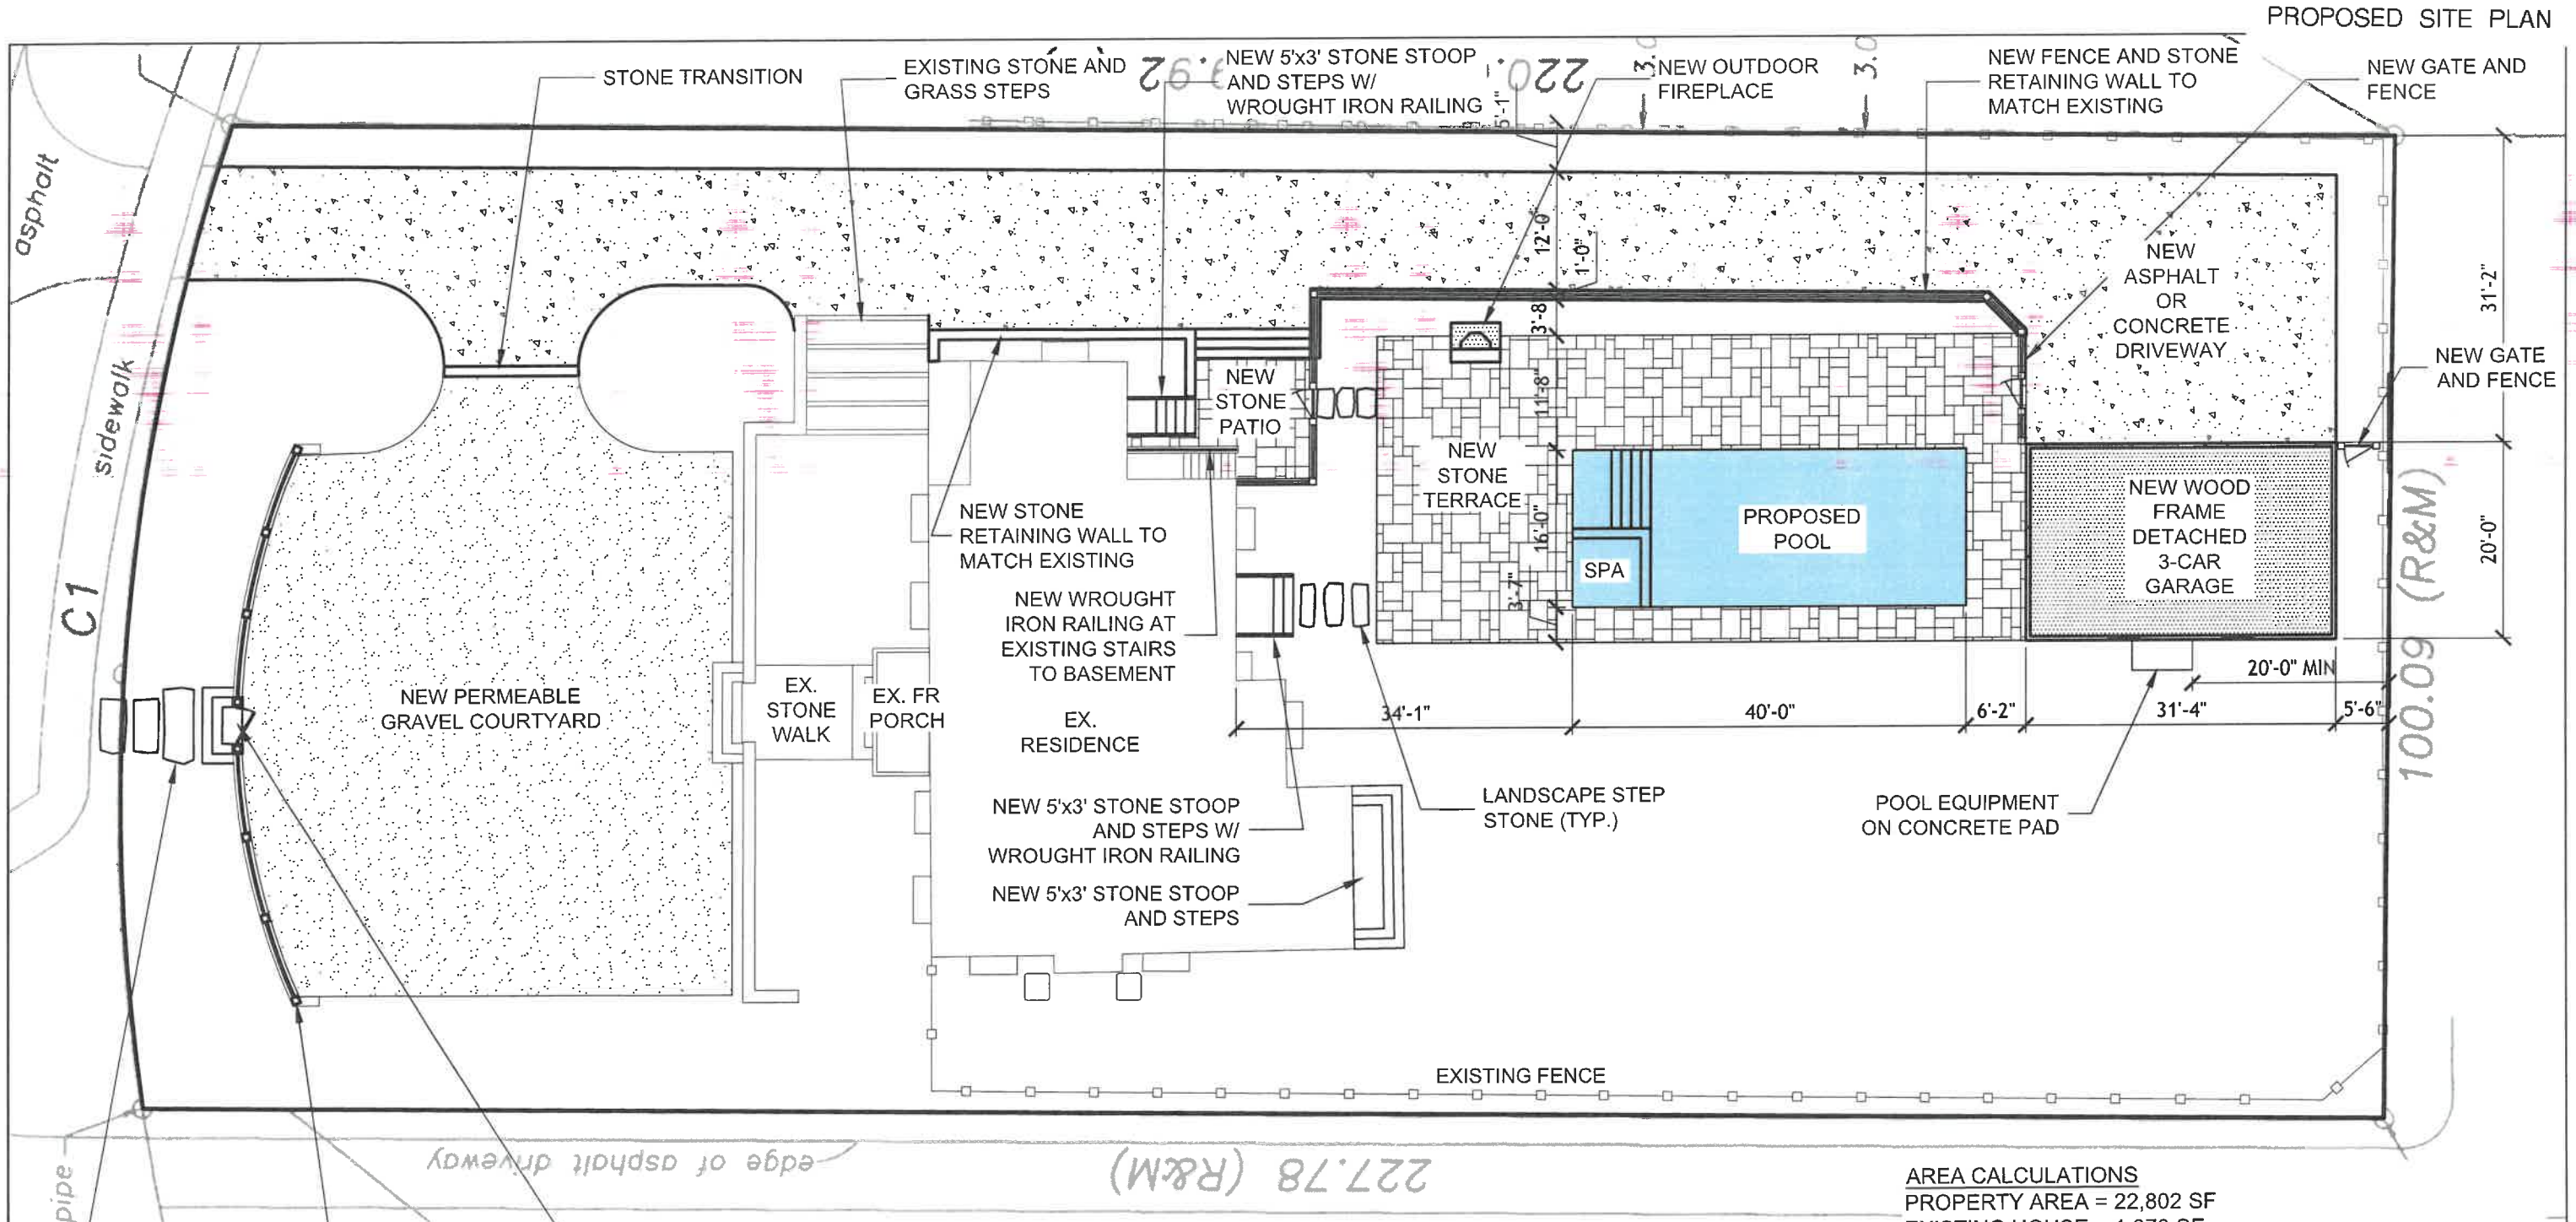 PROPOSED SITE PLAN
STONE TRANSITION
EXISTING STONE AND
GRASS STEPS
NEW 5'x3' STONE STOOP
AND STEPS W/
WROUGHT IRON RAILING
NEW OUTDOOR
FIREPLACE
NEW FENCE AND STONE
RETAINING WALL TO
MATCH EXISTING
NEW GATE AND
FENCE
3.0
3.0
5'-1"
asphalt
sidewalk
C1
12'-0"
1'-0"
3'-8
11'-8"
16'-0"
3'-7"
NEW
ASPHALT
OR
CONCRETE
DRIVEWAY
31'-2"
NEW GATE
AND FENCE
20'-0"
100.09 (R&M)
NEW
STONE
PATIO
NEW
STONE
TERRACE
PROPOSED
POOL
SPA
NEW WOOD
FRAME
DETACHED
3-CAR
GARAGE
NEW STONE
RETAINING WALL TO
MATCH EXISTING
NEW WROUGHT
IRON RAILING AT
EXISTING STAIRS
TO BASEMENT
NEW PERMEABLE
GRAVEL COURTYARD
EX.
STONE
WALK
EX. FR
PORCH
EX.
RESIDENCE
20'-0" MIN
34'-1"
40'-0"
6'-2"
31'-4"
5'-6"
NEW 5'x3' STONE STOOP
AND STEPS W/
WROUGHT IRON RAILING
NEW 5'x3' STONE STOOP
AND STEPS
LANDSCAPE STEP
STONE (TYP.)
POOL EQUIPMENT
ON CONCRETE PAD
EXISTING FENCE
edge of asphalt driveway
227.78 (R&M)
pipe
AREA CALCULATIONS
PROPERTY AREA = 22,802 SF